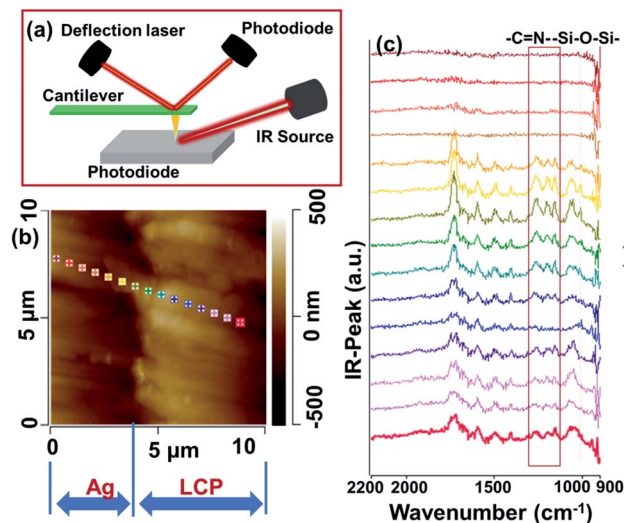 (a)
Deflection laser
Photodiode
Cantilever
IR Source
Photodiode
(b)
10
5 µm
0
0
5 µm
10
500
0 nm
-500
Ag
LCP
(c)
-C=N--Si-O-Si-
IR-Peak (a.u.)
2200 2000 1500 1000 900
Wavenumber (cm-1)